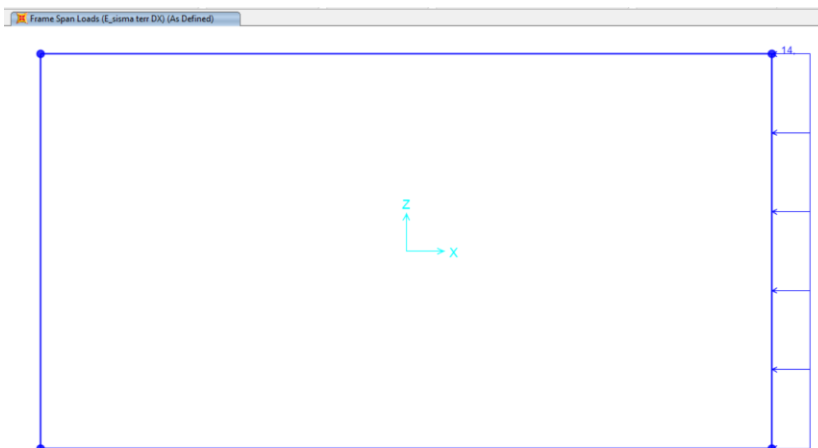 Frame Span Loads (E_sisma terr DX) (As Defined)
14.
Z
X